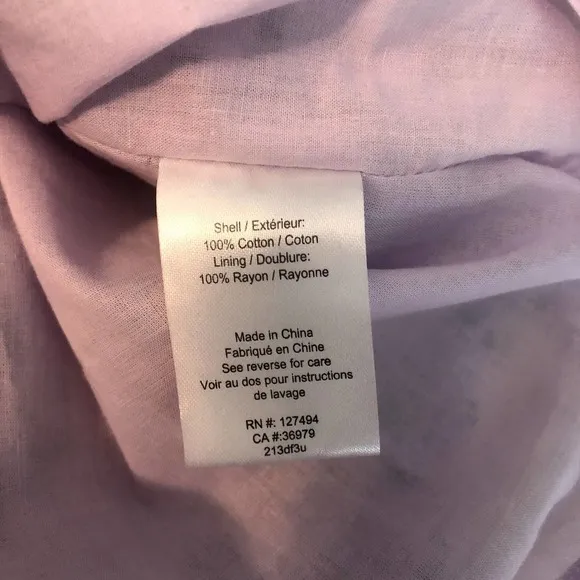 Shell / Extérieur:
100% Cotton / Coton
Lining / Doublure:
100% Rayon / Rayonne
Made in China
Fabriqué en Chine
See reverse for care
Voir au dos pour instructions
de lavage
RN #: 127494
CA #:36979
213df3u